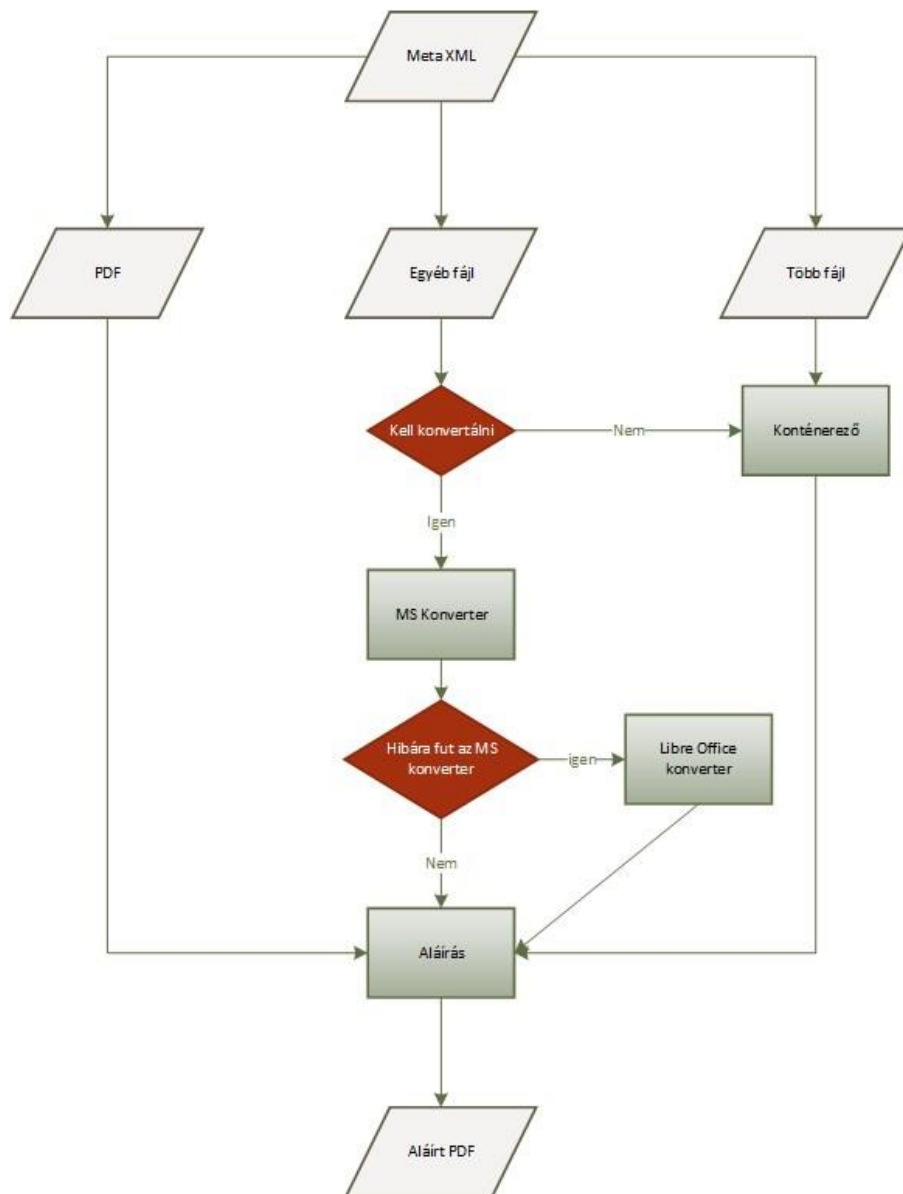 Meta XML
PDF
Egyéb fájl
Több fájl
Kell konvertálni
Nem
Konténerező
Igen
MS Konverter
Hibára fut az MS
konverter
igen
Libre Office
konverter
Nem
Aláírás
Aláírt PDF